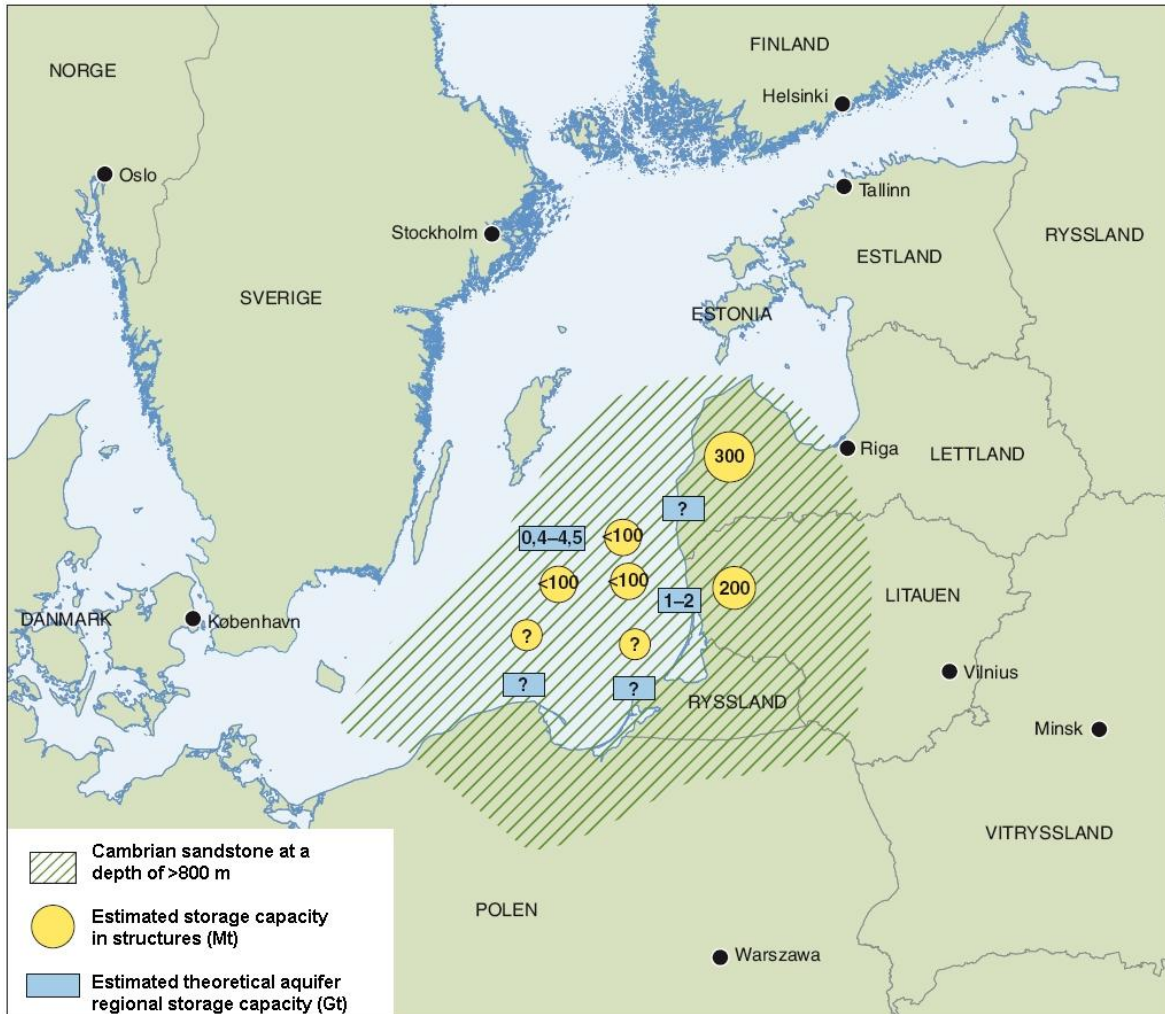 FINLAND
NORGE
Helsinki
Oslo
Tallinn
Stockholm
RYSSLAND
ESTLAND
SVERIGE
ESTONIA
300
Riga
LETTLAND
?
0,4–4,5
<100
<100
<100
200
1–2
LITAUEN
DANMARK
København
?
?
Vilnius
?
?
RYSSLAND
Minsk
VITRYSSLAND
Cambrian sandstone at a
depth of >800 m
Estimated storage capacity
in structures (Mt)
POLEN
Warszawa
Estimated theoretical aquifer
regional storage capacity (Gt)